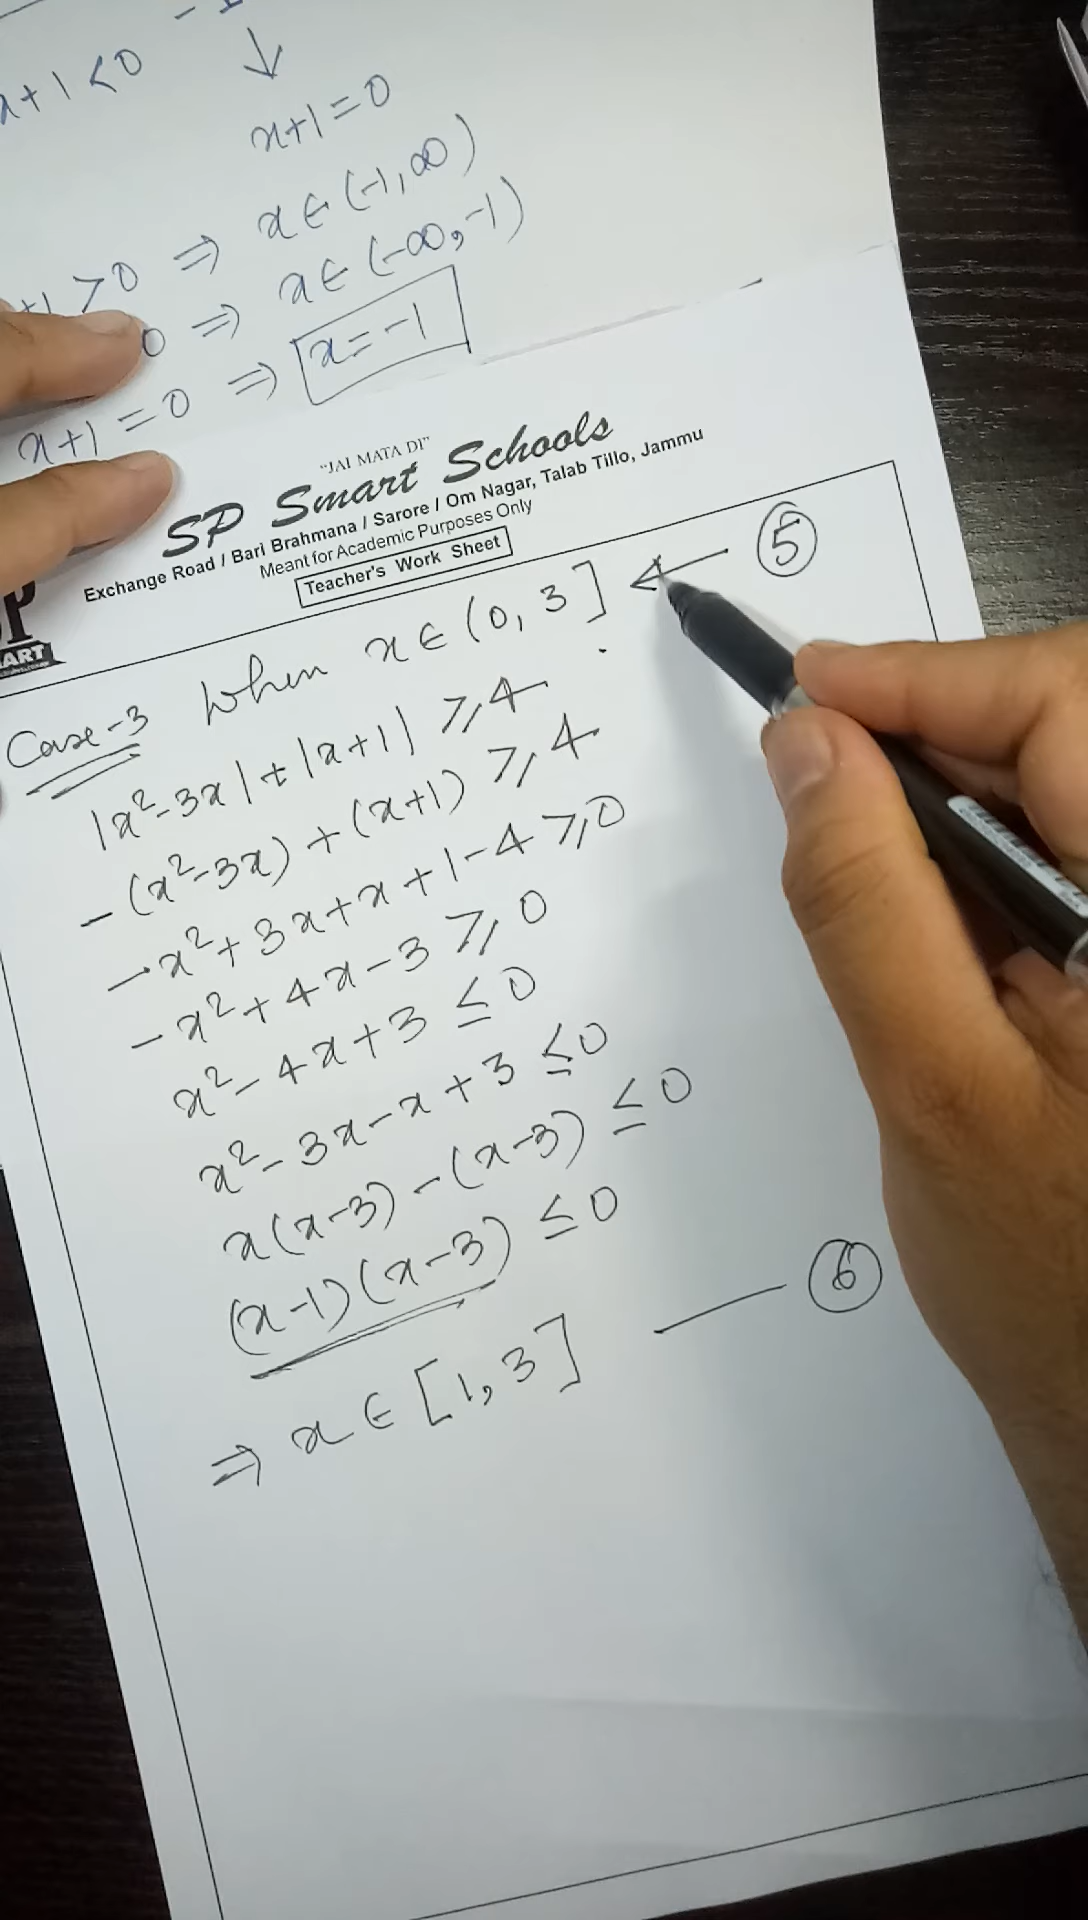 x+1<0
x+1=0
+1>0 ⇒ x∈(-1,∞)
0 ⇒ x∈(-∞,-1)
x+1=0 ⇒ x=-1
"JAI MATA DI"
SP Smart Schools
Exchange Road / Bari Brahmana / Sarore / Om Nagar, Talab Tillo, Jammu
Meant for Academic Purposes Only
Teacher's Work Sheet
ART
Case-3 When x∈(0,3] ← 5
|x²-3x|+|x+1| ≥4
-(x²-3x)+(x+1) ≥4
-x²+3x+x+1-4≥0
-x²+4x-3 ≥0
x²-4x+3 ≤0
x²-3x-x+3 ≤0
x(x-3)-(x-3) ≤0
(x-1)(x-3) ≤0
⇒ x∈[1,3] — 6